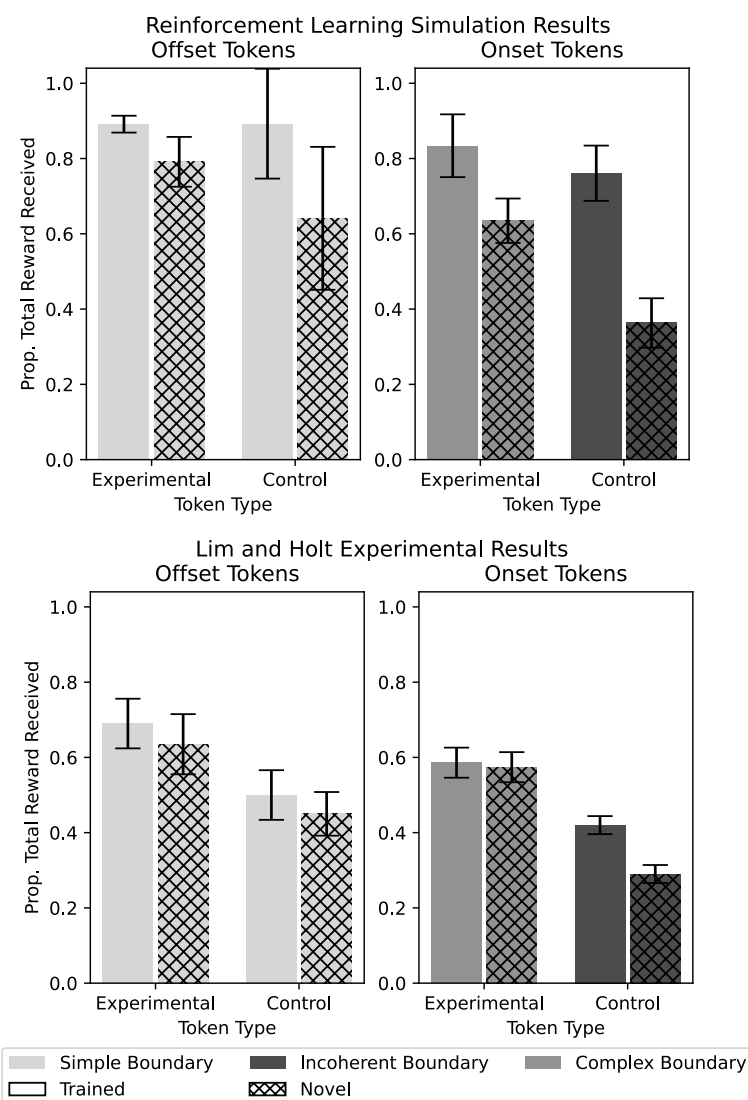 Reinforcement Learning Simulation Results
Offset Tokens Onset Tokens
Prop. Total Reward Received
1.0
0.8
0.6
0.4
0.2
0.0
Experimental Control
Token Type
1.0
0.8
0.6
0.4
0.2
0.0
Experimental Control
Token Type
Lim and Holt Experimental Results
Offset Tokens Onset Tokens
Prop. Total Reward Received
1.0
0.8
0.6
0.4
0.2
0.0
Experimental Control
Token Type
1.0
0.8
0.6
0.4
0.2
0.0
Experimental Control
Token Type
Simple Boundary Incoherent Boundary Complex Boundary
Trained Novel